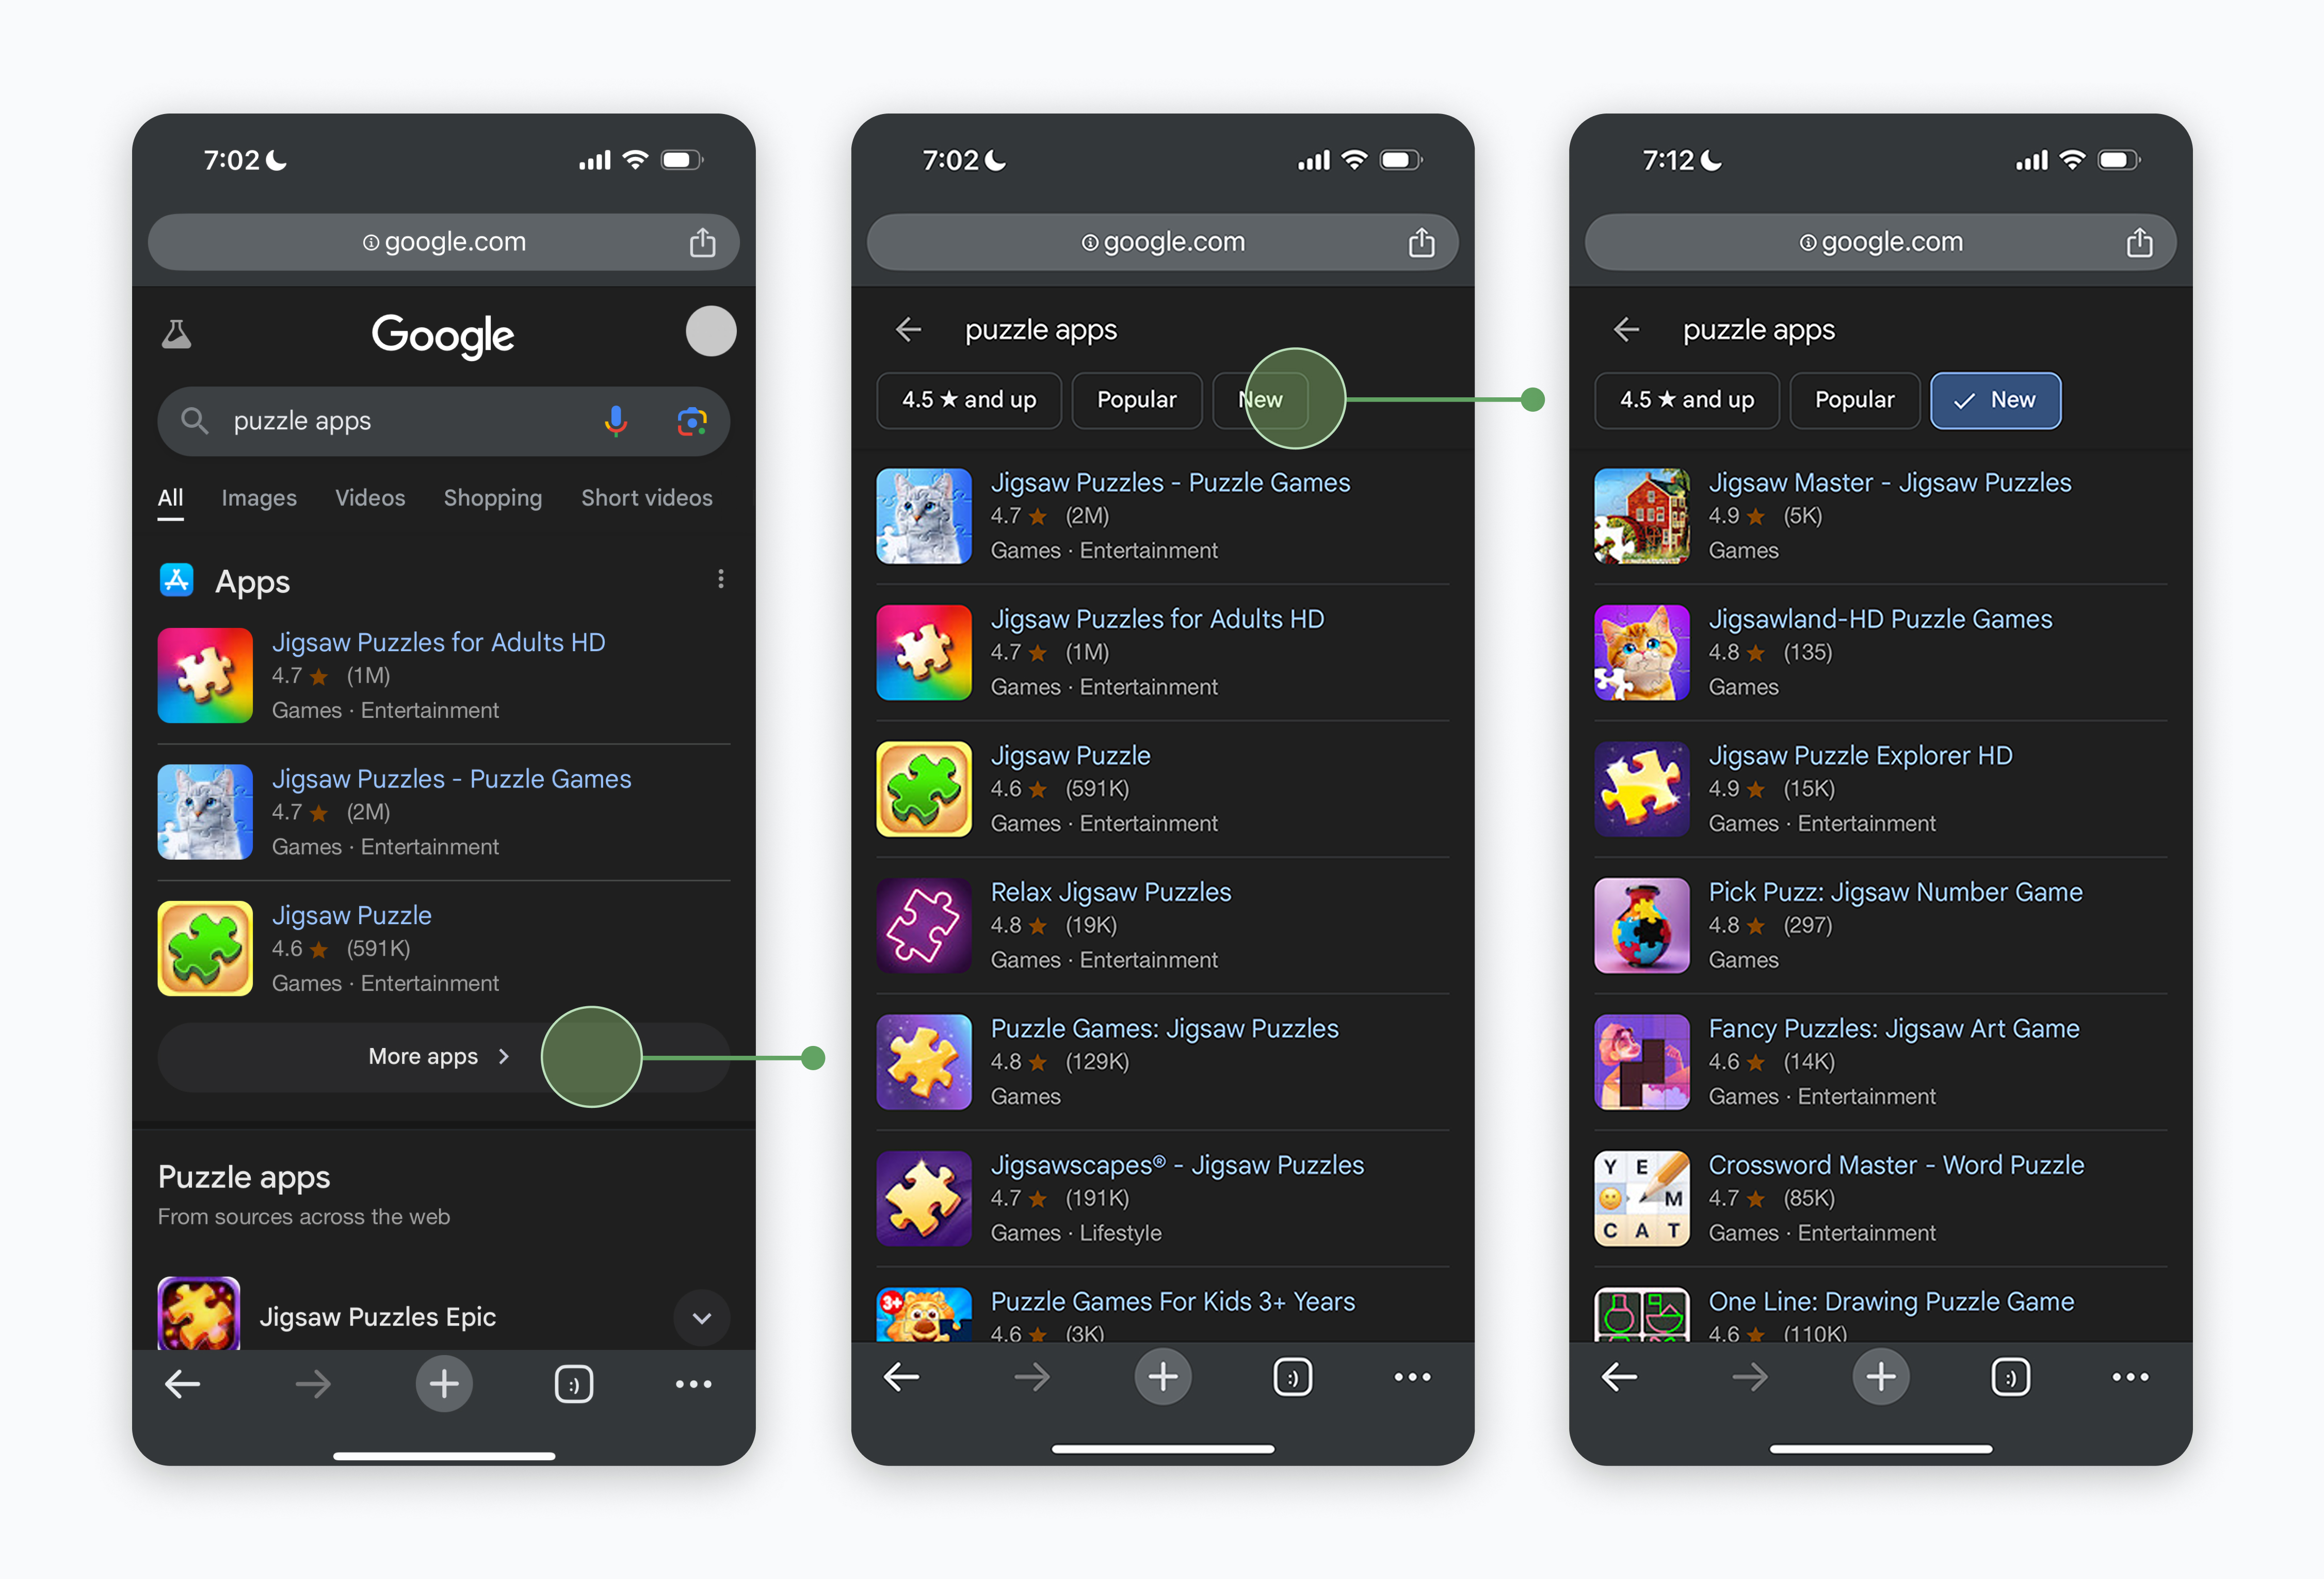 7:02
google.com
Google
puzzle apps
All Images Videos Shopping Short videos
Apps
Jigsaw Puzzles for Adults HD
4.7 ★ (1M)
Games · Entertainment
Jigsaw Puzzles - Puzzle Games
4.7 ★ (2M)
Games · Entertainment
Jigsaw Puzzle
4.6 ★ (591K)
Games · Entertainment
More apps
Puzzle apps
From sources across the web
Jigsaw Puzzles Epic
:)
7:02
google.com
puzzle apps
4.5 ★ and up Popular New
Jigsaw Puzzles - Puzzle Games
4.7 ★ (2M)
Games · Entertainment
Jigsaw Puzzles for Adults HD
4.7 ★ (1M)
Games · Entertainment
Jigsaw Puzzle
4.6 ★ (591K)
Games · Entertainment
Relax Jigsaw Puzzles
4.8 ★ (19K)
Games · Entertainment
Puzzle Games: Jigsaw Puzzles
4.8 ★ (129K)
Games
Jigsawscapes® - Jigsaw Puzzles
4.7 ★ (191K)
Games · Lifestyle
3+
Puzzle Games For Kids 3+ Years
4.6 ★ (3K)
:)
7:12
google.com
puzzle apps
4.5 ★ and up Popular ✓ New
Jigsaw Master - Jigsaw Puzzles
4.9 ★ (5K)
Games
Jigsawland-HD Puzzle Games
4.8 ★ (135)
Games
Jigsaw Puzzle Explorer HD
4.9 ★ (15K)
Games · Entertainment
Pick Puzz: Jigsaw Number Game
4.8 ★ (297)
Games
Fancy Puzzles: Jigsaw Art Game
4.6 ★ (14K)
Games · Entertainment
Y E
M
C A T
Crossword Master - Word Puzzle
4.7 ★ (85K)
Games · Entertainment
One Line: Drawing Puzzle Game
4.6 ★ (110K)
:)